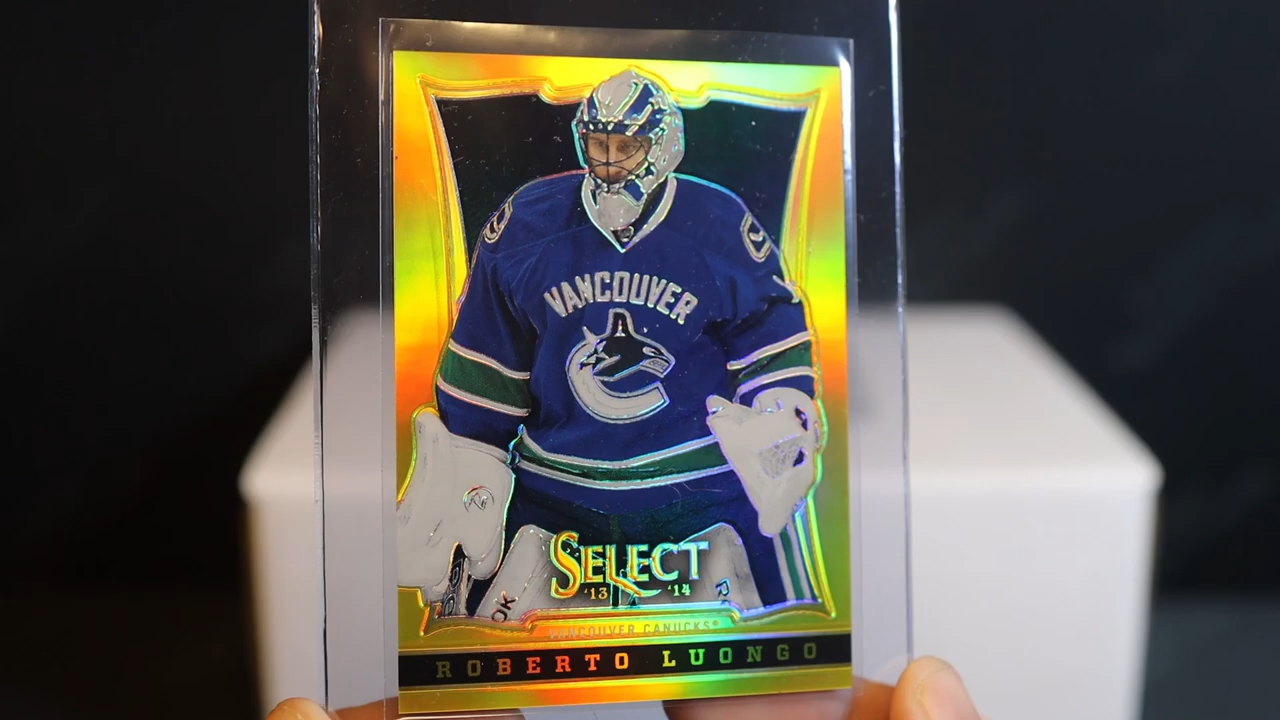 VANCOUVER
SELECT
'13 '14
VANCOUVER CANUCKS®
ROBERTO LUONGO